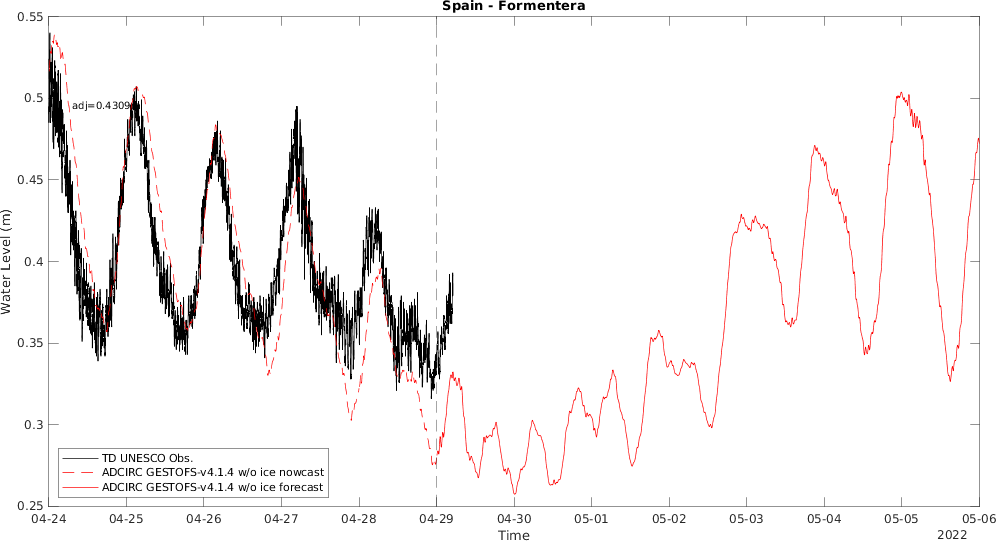 Spain - Formentera
0.55
0.5
0.45
0.4
0.35
0.3
0.25
Water Level (m)
adj=0.4309
TD UNESCO Obs.
ADCIRC GESTOFS-v4.1.4 w/o ice nowcast
ADCIRC GESTOFS-v4.1.4 w/o ice forecast
04-24 04-25 04-26 04-27 04-28 04-29 04-30 05-01 05-02 05-03 05-04 05-05 05-06
Time
2022